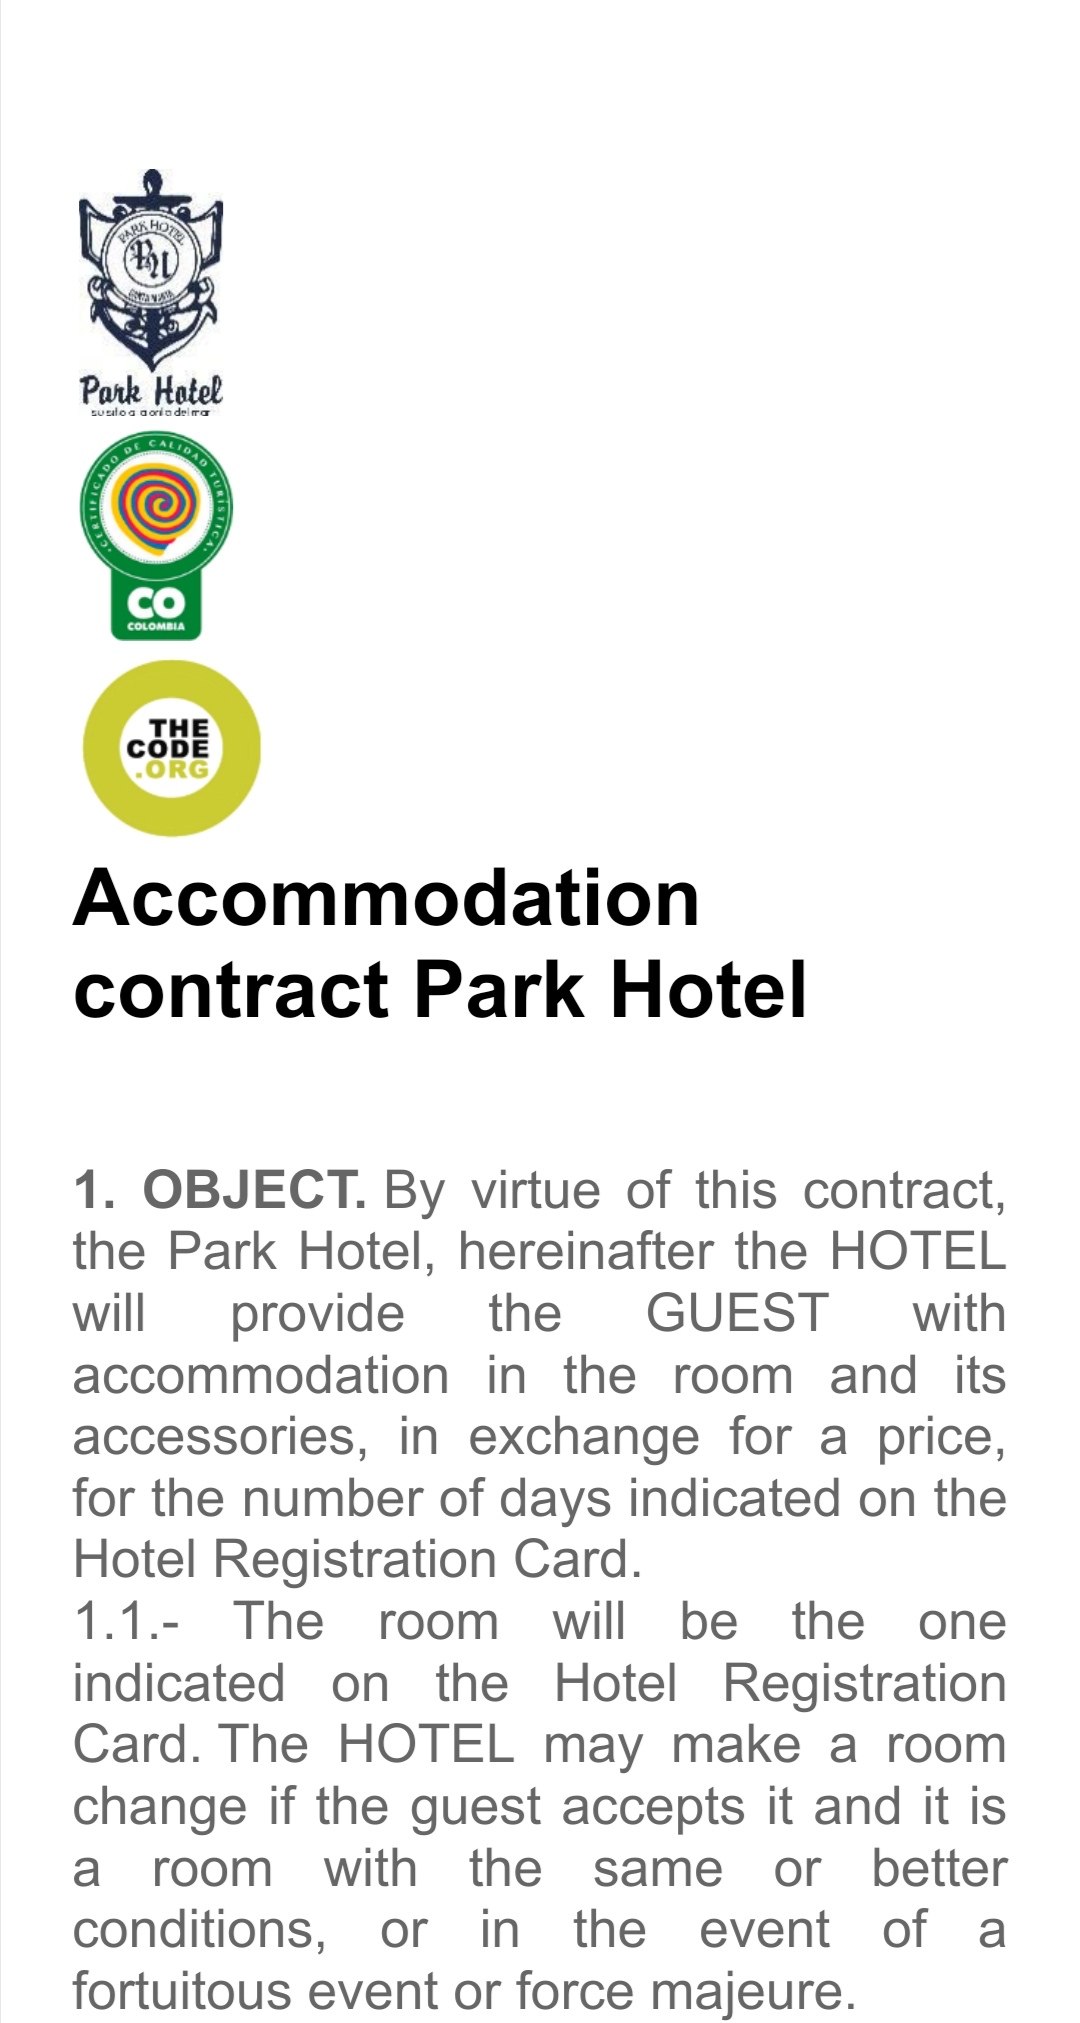 PARK HOTEL
PH
SANTA MARTA
Park Hotel
su sitio a la orilla del mar
· CERTIFICADO DE CALIDAD TURÍSTICA ·
CO
COLOMBIA
THE
CODE
.ORG
Accommodation
contract Park Hotel
1. OBJECT. By virtue of this contract,
the Park Hotel, hereinafter the HOTEL
will provide the GUEST with
accommodation in the room and its
accessories, in exchange for a price,
for the number of days indicated on the
Hotel Registration Card.
1.1.- The room will be the one
indicated on the Hotel Registration
Card. The HOTEL may make a room
change if the guest accepts it and it is
a room with the same or better
conditions, or in the event of a
fortuitous event or force majeure.